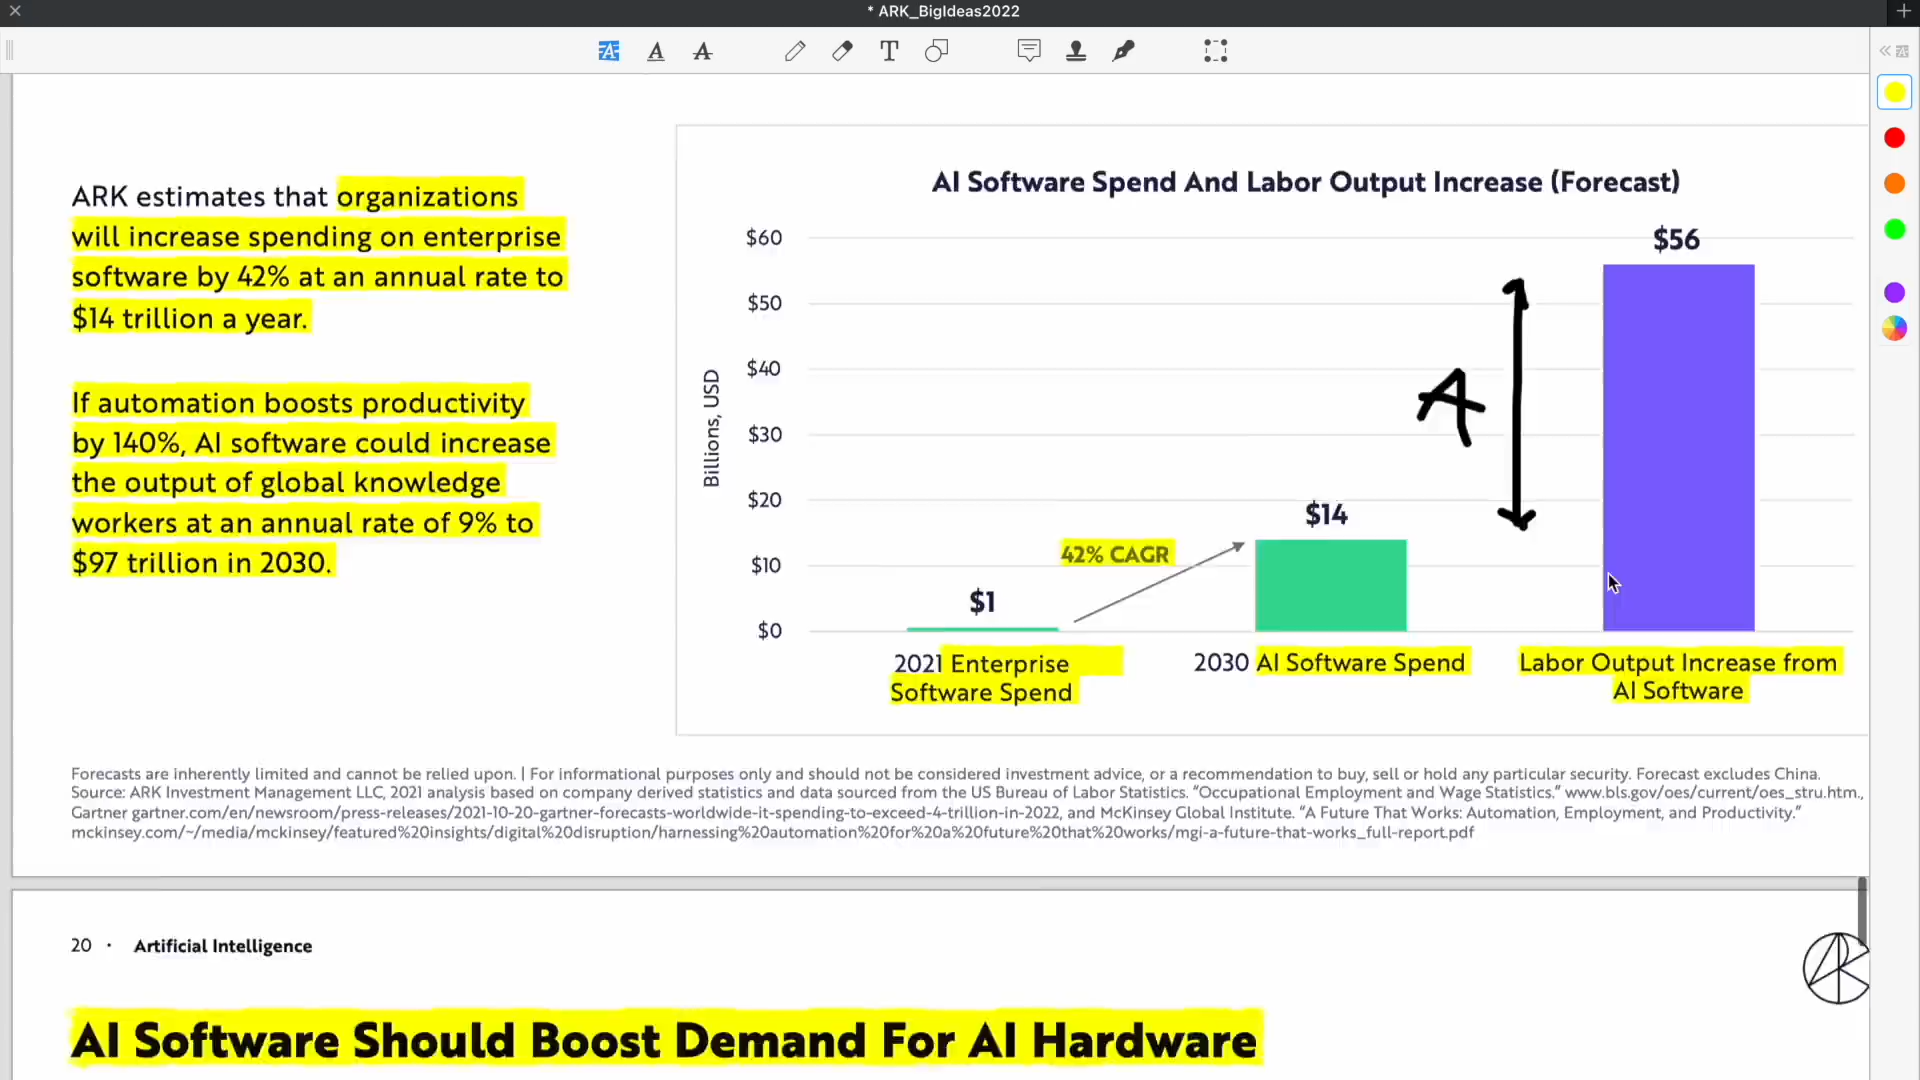 * ARK_BigIdeas2022
ARK estimates that organizations
will increase spending on enterprise
software by 42% at an annual rate to
$14 trillion a year.
If automation boosts productivity
by 140%, AI software could increase
the output of global knowledge
workers at an annual rate of 9% to
$97 trillion in 2030.
AI Software Spend And Labor Output Increase (Forecast)
Billions, USD
$60
$50
$40
$30
$20
$10
$0
$1
42% CAGR
$14
A
$56
2021 Enterprise
Software Spend
2030 AI Software Spend
Labor Output Increase from
AI Software
Forecasts are inherently limited and cannot be relied upon. | For informational purposes only and should not be considered investment advice, or a recommendation to buy, sell or hold any particular security. Forecast excludes China.
Source: ARK Investment Management LLC, 2021 analysis based on company derived statistics and data sourced from the US Bureau of Labor Statistics. “Occupational Employment and Wage Statistics.” www.bls.gov/oes/current/oes_stru.htm.,
Gartner gartner.com/en/newsroom/press-releases/2021-10-20-gartner-forecasts-worldwide-it-spending-to-exceed-4-trillion-in-2022, and McKinsey Global Institute. “A Future That Works: Automation, Employment, and Productivity.”
mckinsey.com/~/media/mckinsey/featured%20insights/digital%20disruption/harnessing%20automation%20for%20a%20future%20that%20works/mgi-a-future-that-works_full-report.pdf
20 · Artificial Intelligence
AI Software Should Boost Demand For AI Hardware